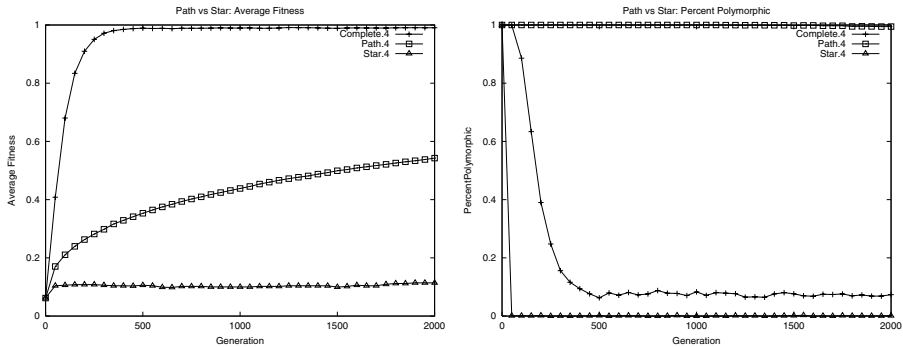 Path vs Star: Average Fitness
1
0.8
0.6
0.4
0.2
0
Average Fitness
0
500
1000
1500
2000
Generation
Complete.4
Path.4
Star.4
Path vs Star: Percent Polymorphic
1
0.8
0.6
0.4
0.2
0
PercentPolymorphic
0
500
1000
1500
2000
Generation
Complete.4
Path.4
Star.4